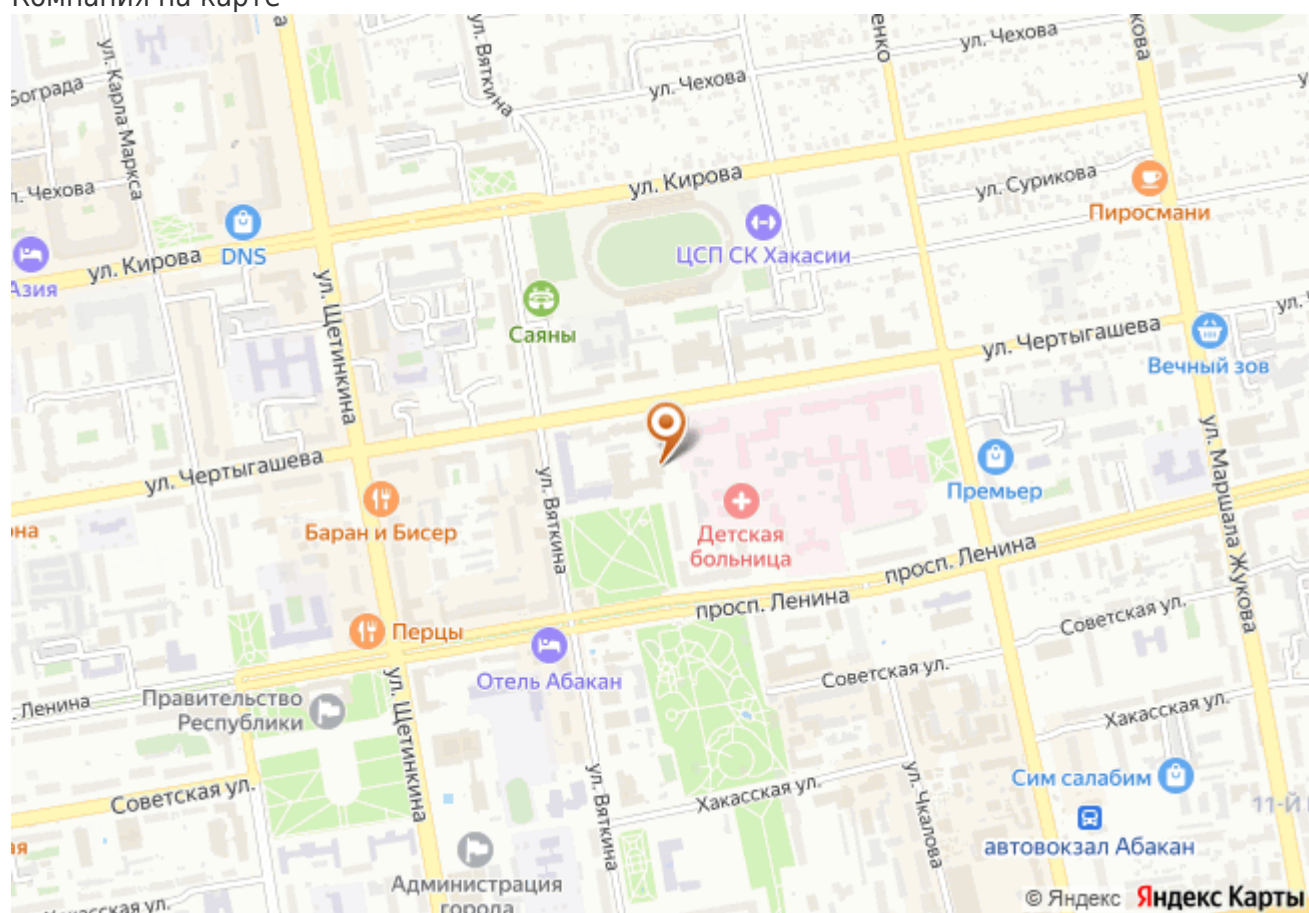 Компания на карте
ул. Карла Маркса
ул. Вяткина
ул. Чехова
ул. Чехова
ул. Кирова
ул. Сурикова
Пиросмани
ЦСП СК Хакасии
DNS
ул. Кирова
Азия
ул. Щетинкина
Саяны
ул. Чертыгашева
Вечный зов
ул. Чертыгашева
ул. Вяткина
Баран и Бисер
Детская
больница
Премьер
ул. Маршала Жукова
просп. Ленина
просп. Ленина
Советская ул.
Перцы
Отель Абакан
Советская ул.
Ленина
Правительство
Республики
ул. Щетинкина
Хакасская ул.
Советская ул.
ул. Вяткина
Хакасская ул.
ул. Чкалова
Сим салабим
автовокзал Абакан
Администрация
города
© Яндекс Яндекс Карты